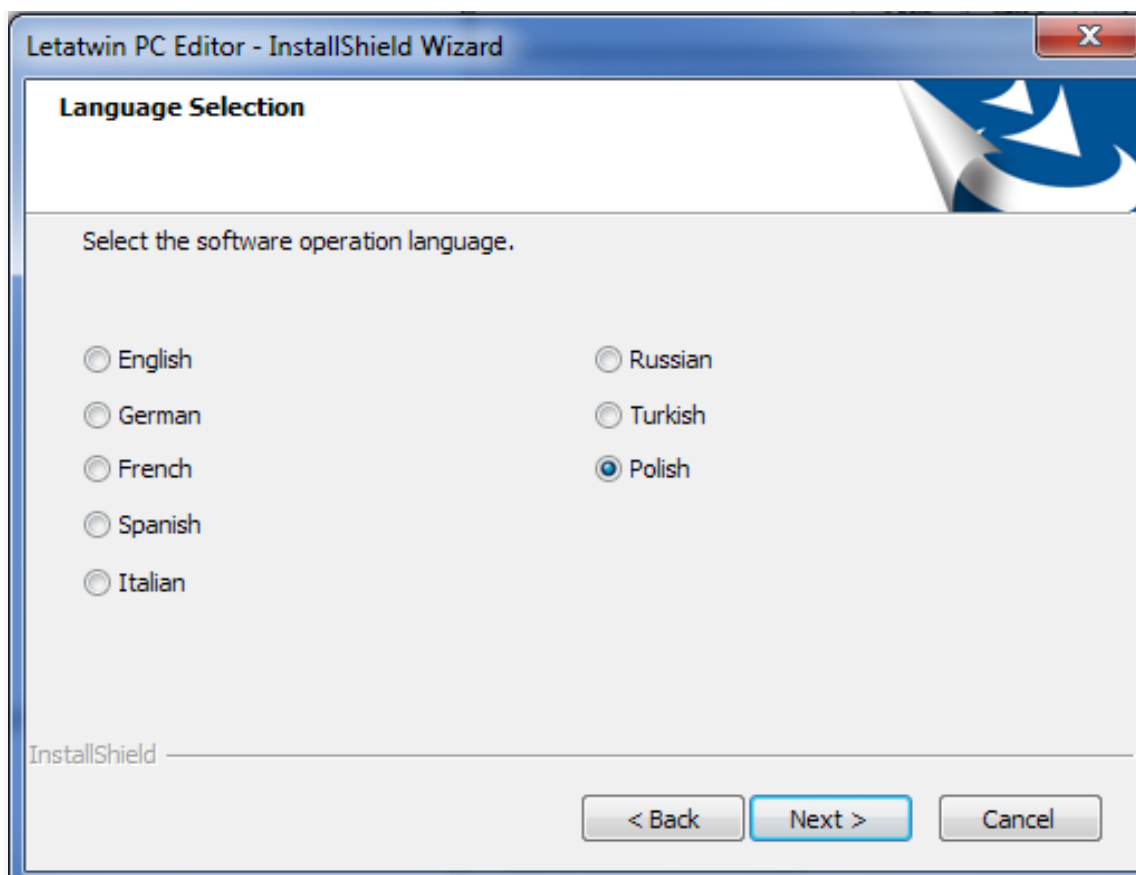 Letatwin PC Editor - InstallShield Wizard
Language Selection
Select the software operation language.
English
German
French
Spanish
Italian
Russian
Turkish
Polish
InstallShield
< Back
Next >
Cancel